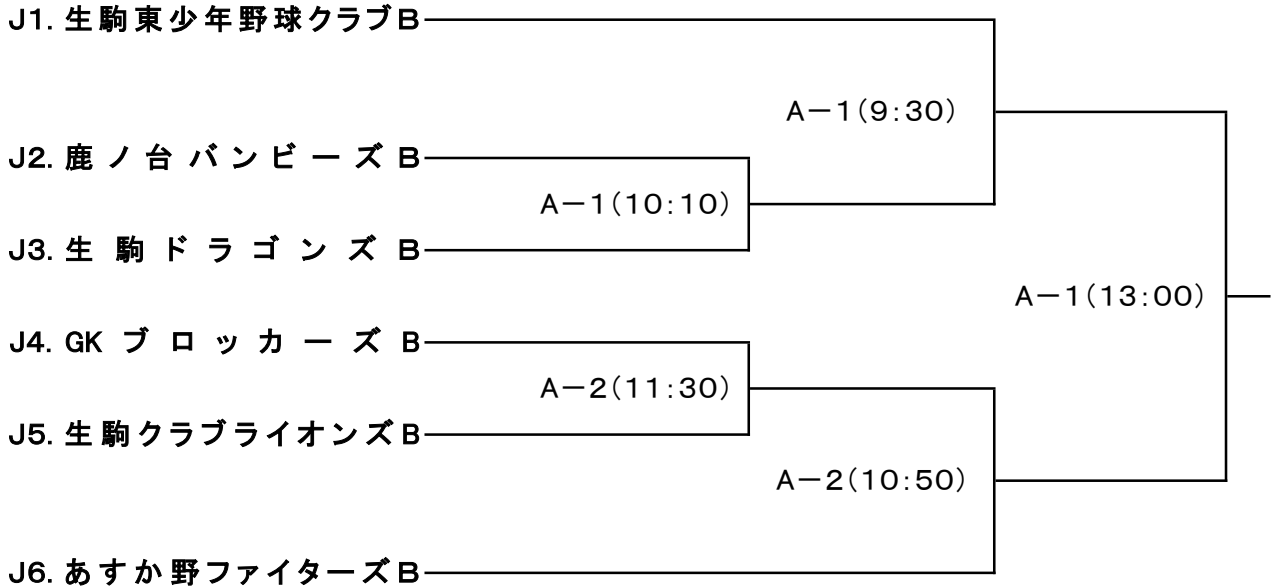 J1. 生駒東少年野球クラブB
A－1(9:30)
J2. 鹿ノ台バンビーズB
A－1(10:10)
J3. 生駒ドラゴンズB
A－1(13:00)
J4. GKブロッカーズB
A－2(11:30)
J5. 生駒クラブライオンズB
A－2(10:50)
J6. あすか野ファイターズB